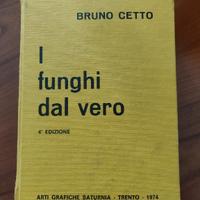 BRUNO CETTO
I
funghi
dal vero
4ª EDIZIONE
ARTI GRAFICHE SATURNIA - TRENTO - 1974